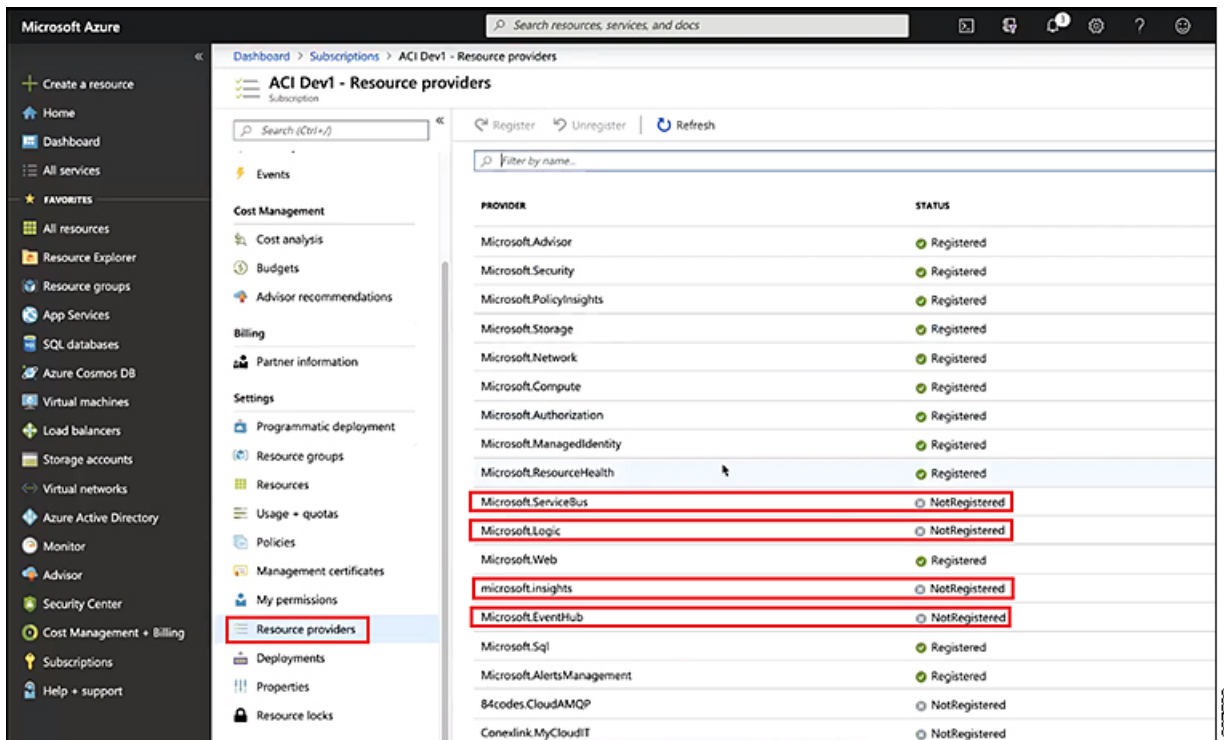 Microsoft Azure
Search resources, services, and docs
1
?
«
Create a resource
Home
Dashboard
All services
FAVORITES
All resources
Resource Explorer
Resource groups
App Services
SQL databases
Azure Cosmos DB
Virtual machines
Load balancers
Storage accounts
Virtual networks
Azure Active Directory
Monitor
Advisor
Security Center
Cost Management + Billing
Subscriptions
Help + support
Dashboard > Subscriptions > ACI Dev1 - Resource providers
ACI Dev1 - Resource providers
Subscription
Search (Ctrl+/)
«
Events
Cost Management
Cost analysis
Budgets
Advisor recommendations
Billing
Partner information
Settings
Programmatic deployment
Resource groups
Resources
Usage + quotas
Policies
Management certificates
My permissions
Resource providers
Deployments
Properties
Resource locks
Register Unregister Refresh
Filter by name...
PROVIDER STATUS
Microsoft.Advisor Registered
Microsoft.Security Registered
Microsoft.PolicyInsights Registered
Microsoft.Storage Registered
Microsoft.Network Registered
Microsoft.Compute Registered
Microsoft.Authorization Registered
Microsoft.ManagedIdentity Registered
Microsoft.ResourceHealth Registered
Microsoft.ServiceBus NotRegistered
Microsoft.Logic NotRegistered
Microsoft.Web Registered
microsoft.insights NotRegistered
Microsoft.EventHub NotRegistered
Microsoft.Sql Registered
Microsoft.AlertsManagement Registered
84codes.CloudAMQP NotRegistered
Conexlink.MyCloudIT NotRegistered